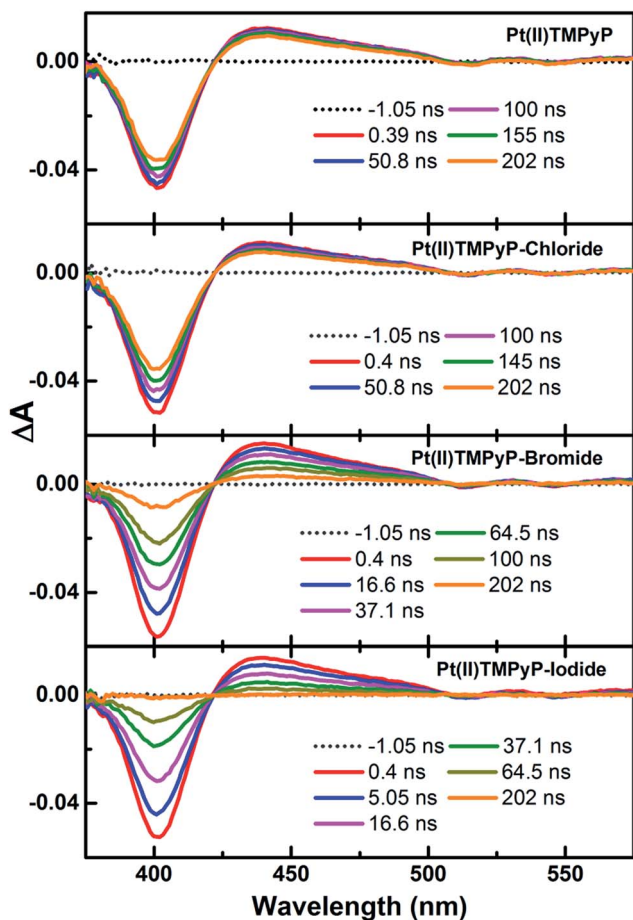 Pt(II)TMPyP
0.00
-1.05 ns 100 ns
0.39 ns 155 ns
50.8 ns 202 ns
-0.04
Pt(II)TMPyP-Chloride
0.00
-1.05 ns 100 ns
0.4 ns 145 ns
50.8 ns 202 ns
-0.04
ΔA
Pt(II)TMPyP-Bromide
0.00
-1.05 ns 64.5 ns
0.4 ns 100 ns
16.6 ns 202 ns
37.1 ns
-0.04
Pt(II)TMPyP-Iodide
0.00
-1.05 ns 37.1 ns
0.4 ns 64.5 ns
5.05 ns 202 ns
16.6 ns
-0.04
400 450 500 550
Wavelength (nm)